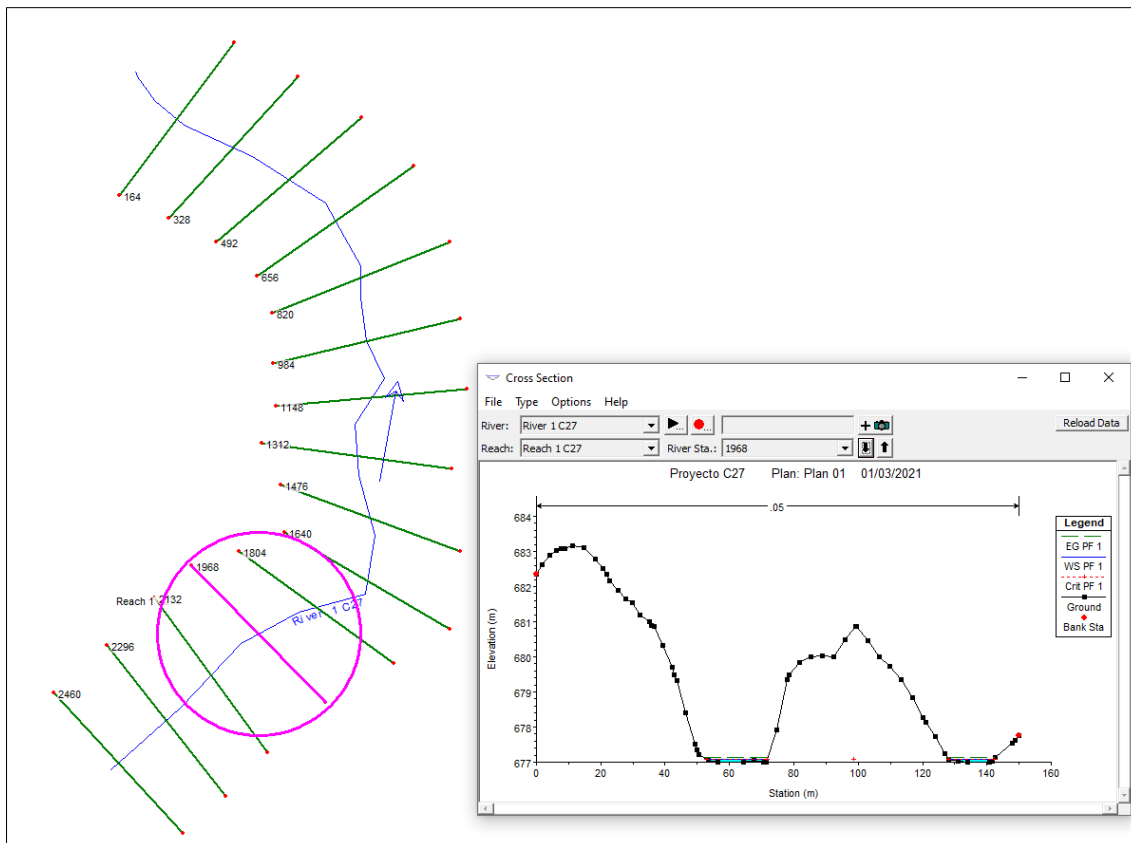 164
328
492
656
820
984
1148
1312
1476
1640
1804
1968
Reach 1
2132
River 1 C27
2296
2460
Cross Section
File Type Options Help
River: River 1 C27
Reload Data
Reach: Reach 1 C27 River Sta.: 1968
Proyecto C27 Plan: Plan 01 01/03/2021
.05
684
683
682
681
680
679
678
677
Elevation (m)
0 20 40 60 80 100 120 140 160
Station (m)
Legend
EG PF 1
WS PF 1
Crit PF 1
Ground
Bank Sta